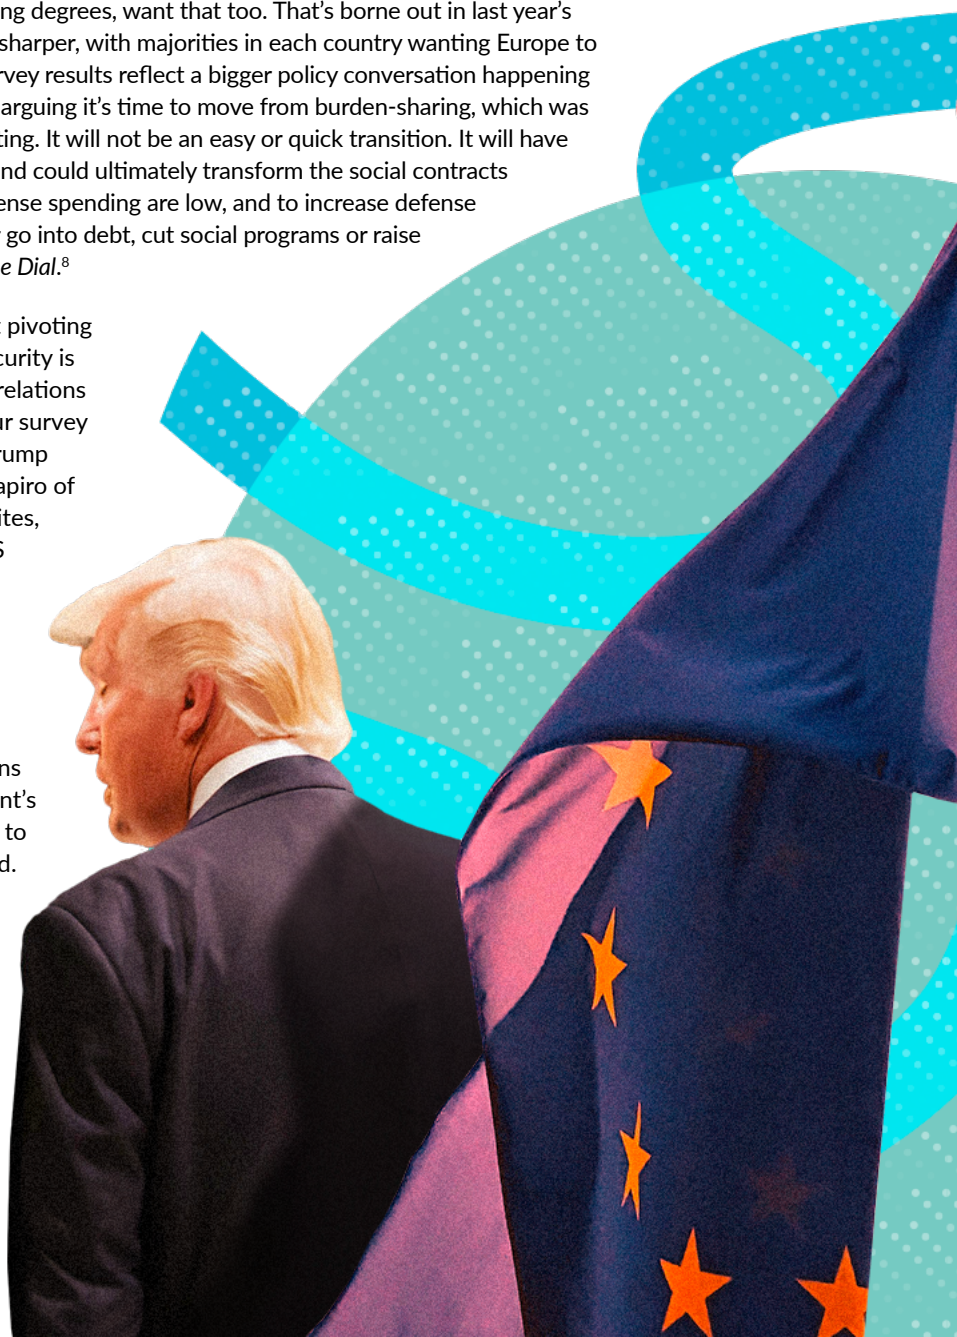 ng degrees, want that too. That’s borne out in last year’s
sharper, with majorities in each country wanting Europe to
rvey results reflect a bigger policy conversation happening
arguing it’s time to move from burden-sharing, which was
ting. It will not be an easy or quick transition. It will have
nd could ultimately transform the social contracts
ense spending are low, and to increase defense
go into debt, cut social programs or raise
e Dial.⁸
pivoting
curity is
relations
ur survey
rump
apiro of
ites,
S
ns
nt’s
to
d.